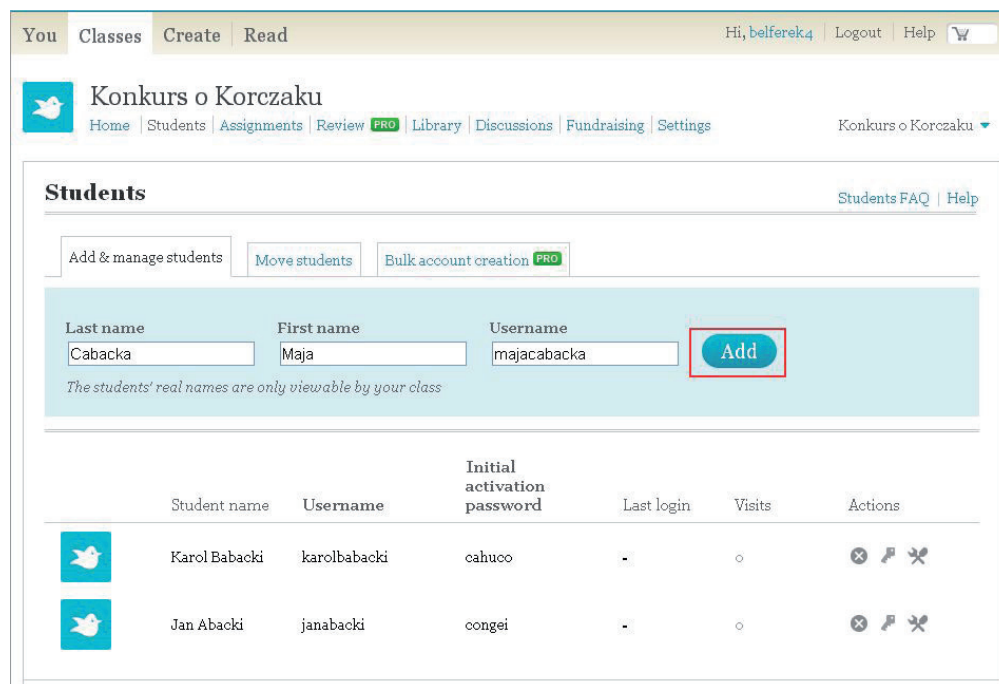 You Classes Create Read Hi, belferek4 Logout Help
Konkurs o Korczaku
Home Students Assignments Review PRO Library Discussions Fundraising Settings Konkurs o Korczaku
Students
Students FAQ | Help
Add & manage students Move students Bulk account creation PRO
Last name First name Username
Cabacka Maja majacabacka Add
The students' real names are only viewable by your class
Initial
activation
Student name Username password Last login Visits Actions
Karol Babacki karolbabacki cahuco - 0
Jan Abacki janabacki congei - 0